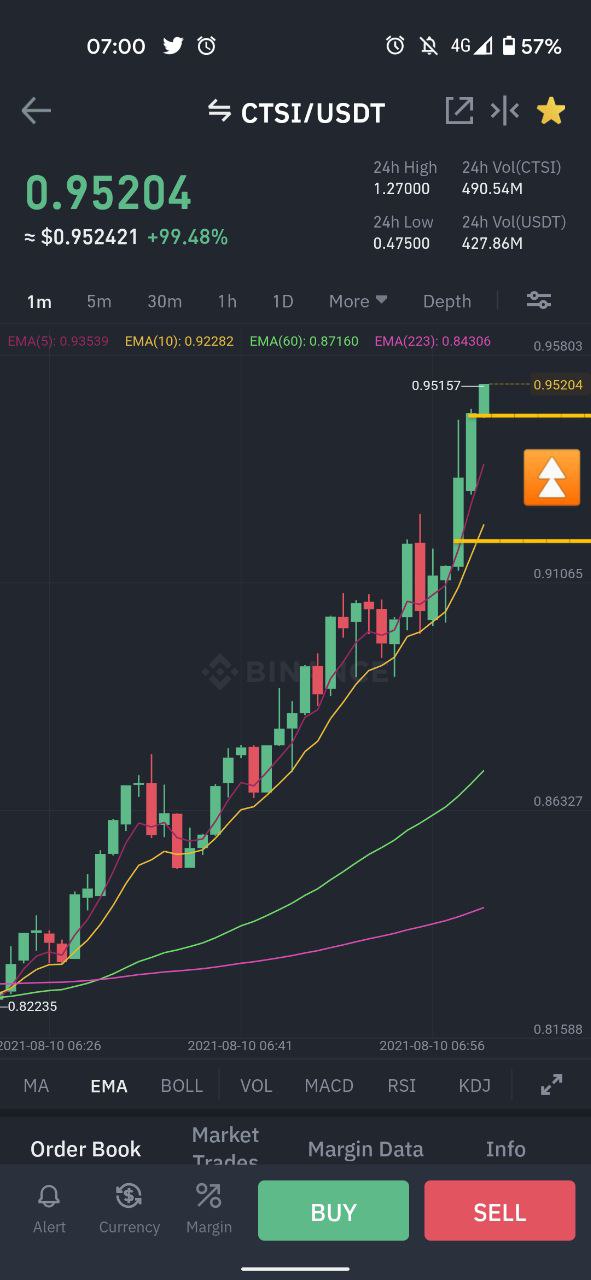 07:00 4G 57%
CTSI/USDT
0.95204
≈ $0.952421 +99.48%
24h High 24h Vol(CTSI)
1.27000 490.54M
24h Low 24h Vol(USDT)
0.47500 427.86M
1m 5m 30m 1h 1D More Depth
EMA(5): 0.93539 EMA(10): 0.92282 EMA(60): 0.87160 EMA(223): 0.84306
0.95803
0.95157 0.95204
0.91065
BINANCE
0.86327
0.82235
0.81588
2021-08-10 06:26 2021-08-10 06:41 2021-08-10 06:56
MA EMA BOLL VOL MACD RSI KDJ
Order Book Market Trades Margin Data Info
Alert Currency Margin BUY SELL